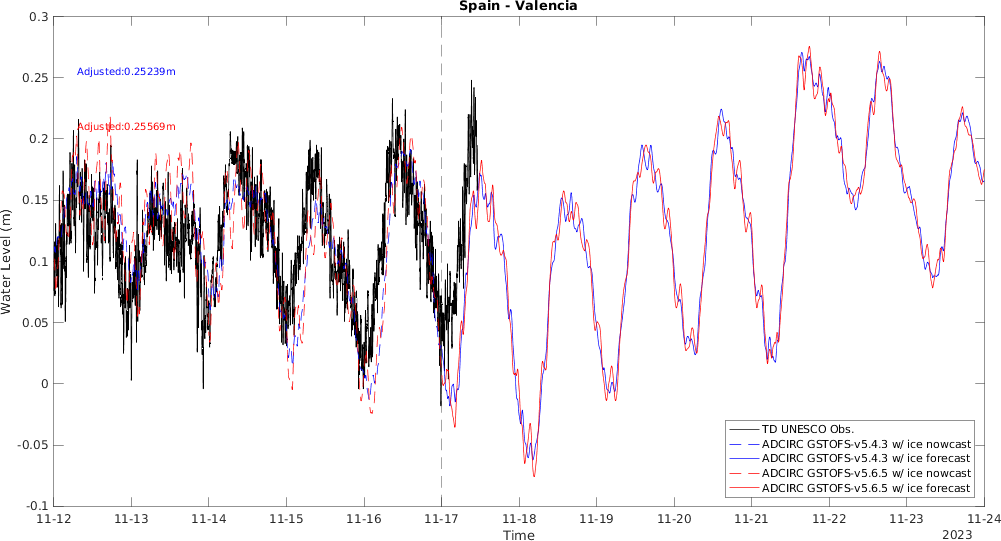 Spain - Valencia
0.3
0.25
0.2
0.15
0.1
0.05
0
-0.05
-0.1
Water Level (m)
Adjusted:0.25239m
Adjusted:0.25569m
TD UNESCO Obs.
ADCIRC GSTOFS-v5.4.3 w/ ice nowcast
ADCIRC GSTOFS-v5.4.3 w/ ice forecast
ADCIRC GSTOFS-v5.6.5 w/ ice nowcast
ADCIRC GSTOFS-v5.6.5 w/ ice forecast
11-12 11-13 11-14 11-15 11-16 11-17 11-18 11-19 11-20 11-21 11-22 11-23 11-24
Time
2023